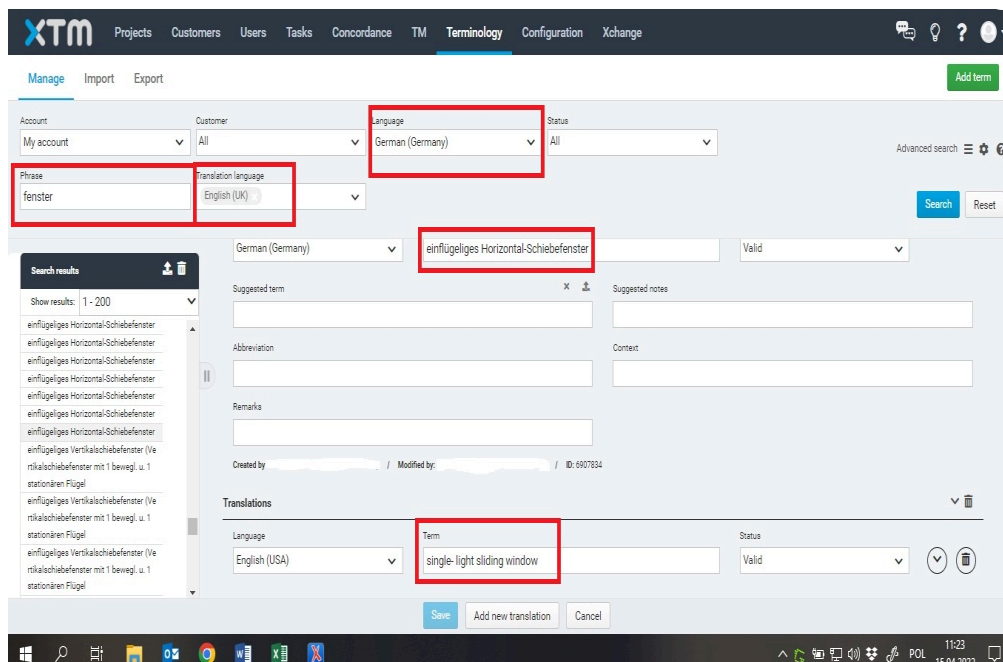 XTM Projects Customers Users Tasks Concordance TM Terminology Configuration Xchange
Manage Import Export Add term
Account Customer Language Status
My account All German (Germany) All
Advanced search
Phrase Translation language
fenster English (UK)
Search Reset
German (Germany) einflügeliges Horizontal-Schiebefenster Valid
Search results
Show results: 1 - 200
einflügeliges Horizontal-Schiebefenster
einflügeliges Horizontal-Schiebefenster
einflügeliges Horizontal-Schiebefenster
einflügeliges Horizontal-Schiebefenster
einflügeliges Horizontal-Schiebefenster
einflügeliges Horizontal-Schiebefenster
einflügeliges Horizontal-Schiebefenster
einflügeliges Vertikalschiebefenster (Ve
rtikalschiebefenster mit 1 bewegl. u. 1
stationären Flügel
einflügeliges Vertikalschiebefenster (Ve
rtikalschiebefenster mit 1 bewegl. u. 1
stationären Flügel
einflügeliges Vertikalschiebefenster (Ve
rtikalschiebefenster mit 1 bewegl. u. 1
stationären Flügel
Suggested term Suggested notes
Abbreviation Context
Remarks
Created by / Modified by: / ID: 6907834
Translations
Language Term Status
English (USA) single- light sliding window Valid
Save Add new translation Cancel
POL 11:23
15.04.2022